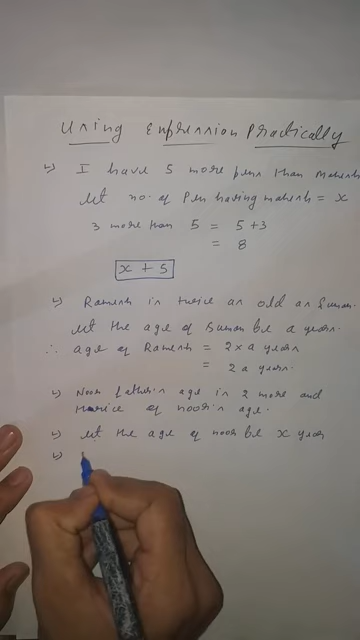 Using Expression Practically
↳ I have 5 more pens than Mahesh
Let no. of Pen having mahesh = x
3 more than 5 = 5+3
= 8
x + 5
↳ Ramesh is twice as old as Suman.
Let the age of Suman be a years.
∴ age of Ramesh = 2×a years
= 2a years.
↳ Noor father's age is 2 more and
thrice of noor's age.
↳ Let the age of noor be x year
↳